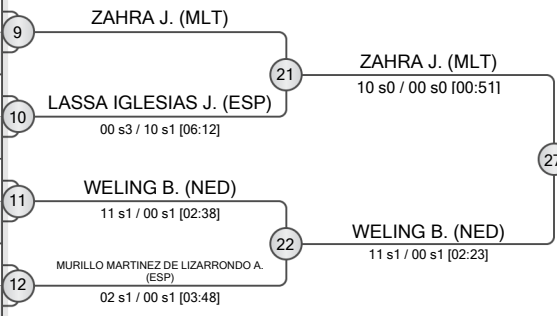 9
ZAHRA J. (MLT)
21
ZAHRA J. (MLT)
10 s0 / 00 s0 [00:51]
10
LASSA IGLESIAS J. (ESP)
00 s3 / 10 s1 [06:12]
27
11
WELING B. (NED)
11 s1 / 00 s1 [02:38]
22
WELING B. (NED)
11 s1 / 00 s1 [02:23]
12
MURILLO MARTINEZ DE LIZARRONDO A.
(ESP)
02 s1 / 00 s1 [03:48]